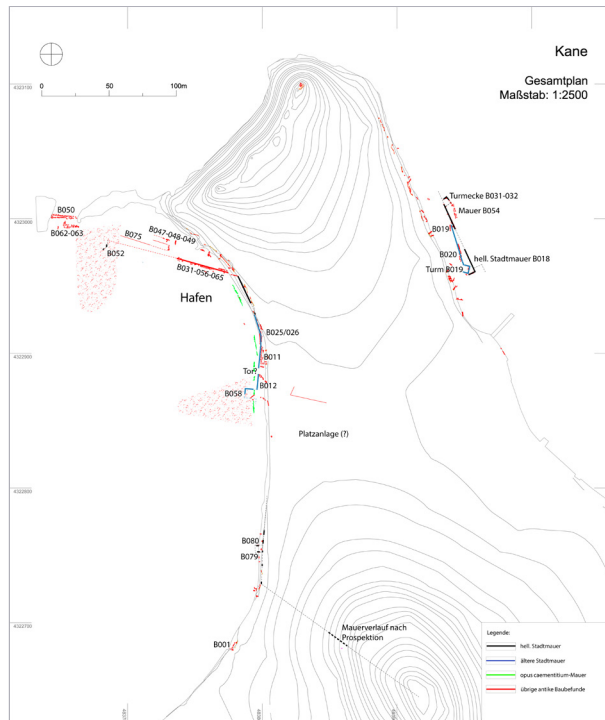 Kane
Gesamtplan
Maßstab: 1:2500
0 50 100m
4323100
4323000
4322800
4322700
B050
B062-063
B075
B047-048-049
B052
B031-056-065
Hafen
Turmecke B031-032
Mauer B054
B019
B020
hell. Stadtmauer B018
Turm B019
B025/026
B011
Tor?
B012
B058
Platzanlage (?)
B080
B079
Mauerverlauf nach
Prospektion
B001
Legende:
hell. Stadtmauer
ältere Stadtmauer
opus caementitium-Mauer
übrige antike Baubefunde